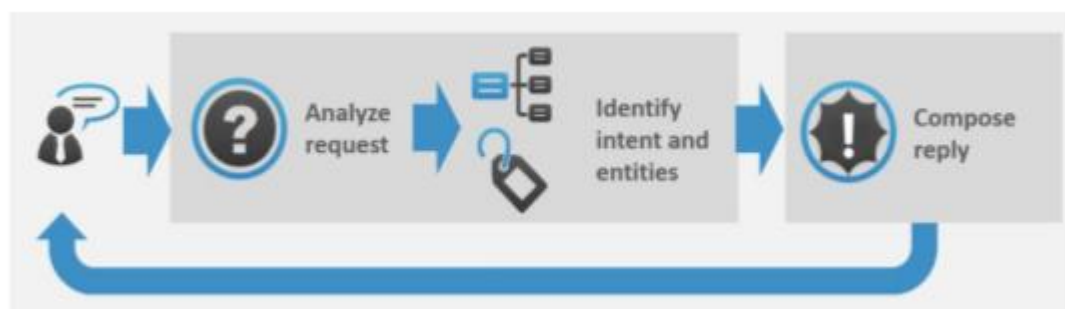 Analyze
request
Identify
intent and
entities
Compose
reply